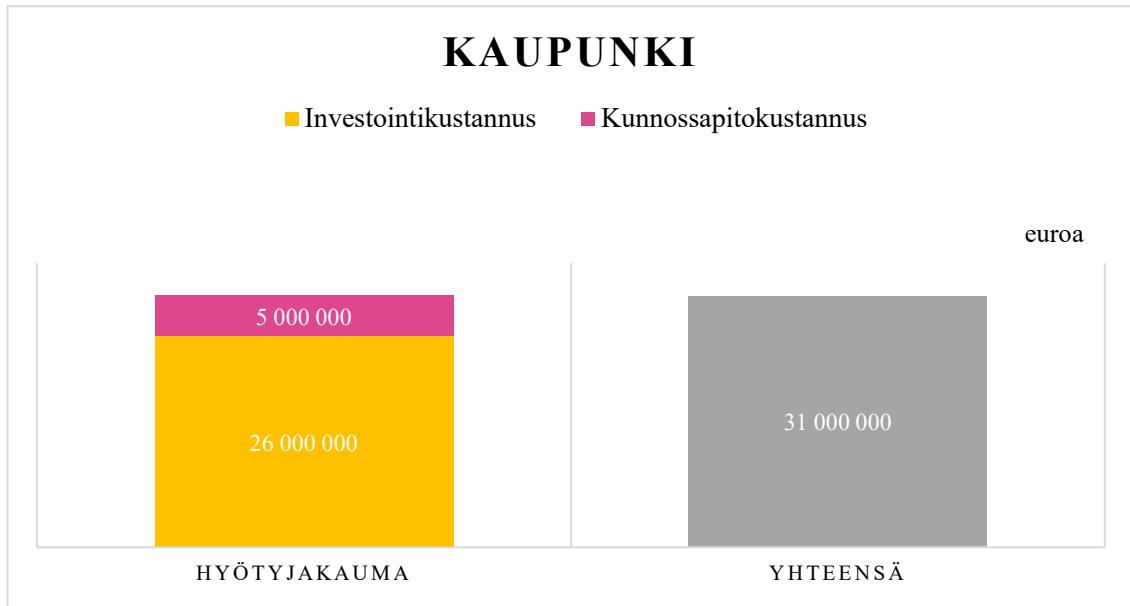 KAUPUNKI
Investointikustannus Kunnossapitokustannus
euroa
5 000 000
26 000 000
31 000 000
HYÖTYJAKAUMA YHTEENSÄ